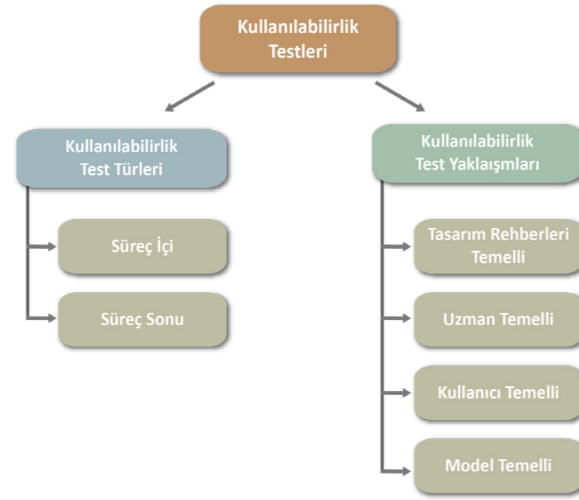 Kullanılabilirlik
Testleri
Kullanılabilirlik
Test Türleri
Süreç İçi
Süreç Sonu
Kullanılabilirlik
Test Yaklaışmları
Tasarım Rehberleri
Temelli
Uzman Temelli
Kullanıcı Temelli
Model Temelli